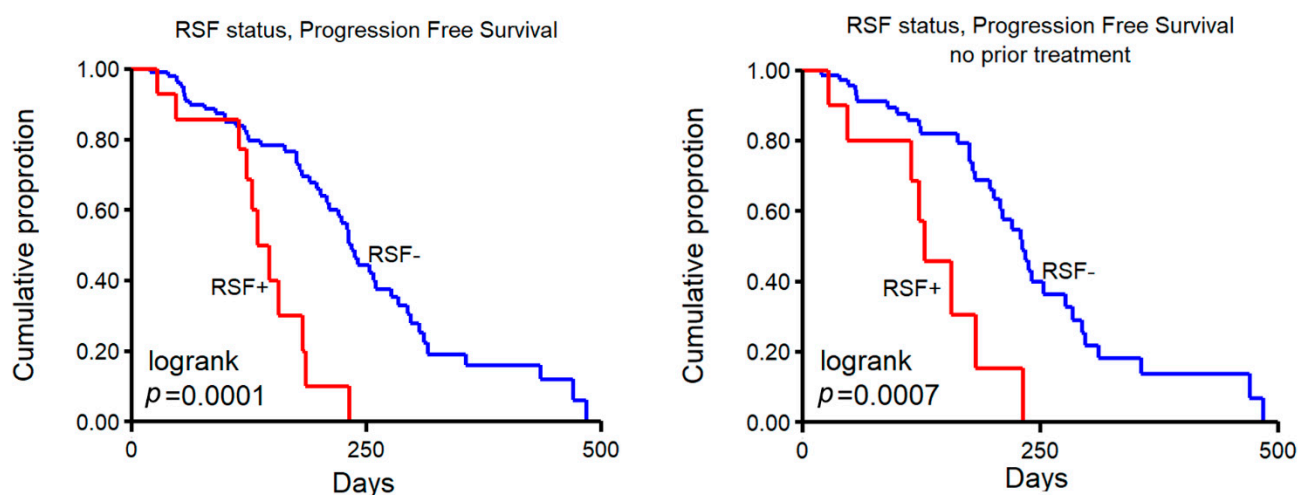 RSF status, Progression Free Survival
1.00
0.80
0.60
0.40
0.20
0.00
Cumulative proprotion
RSF-
RSF+
logrank
p=0.0001
0
250
500
Days
RSF status, Progression Free Survival
no prior treatment
1.00
0.80
0.60
0.40
0.20
0.00
Cumulative proprotion
RSF-
RSF+
logrank
p=0.0007
0
250
500
Days